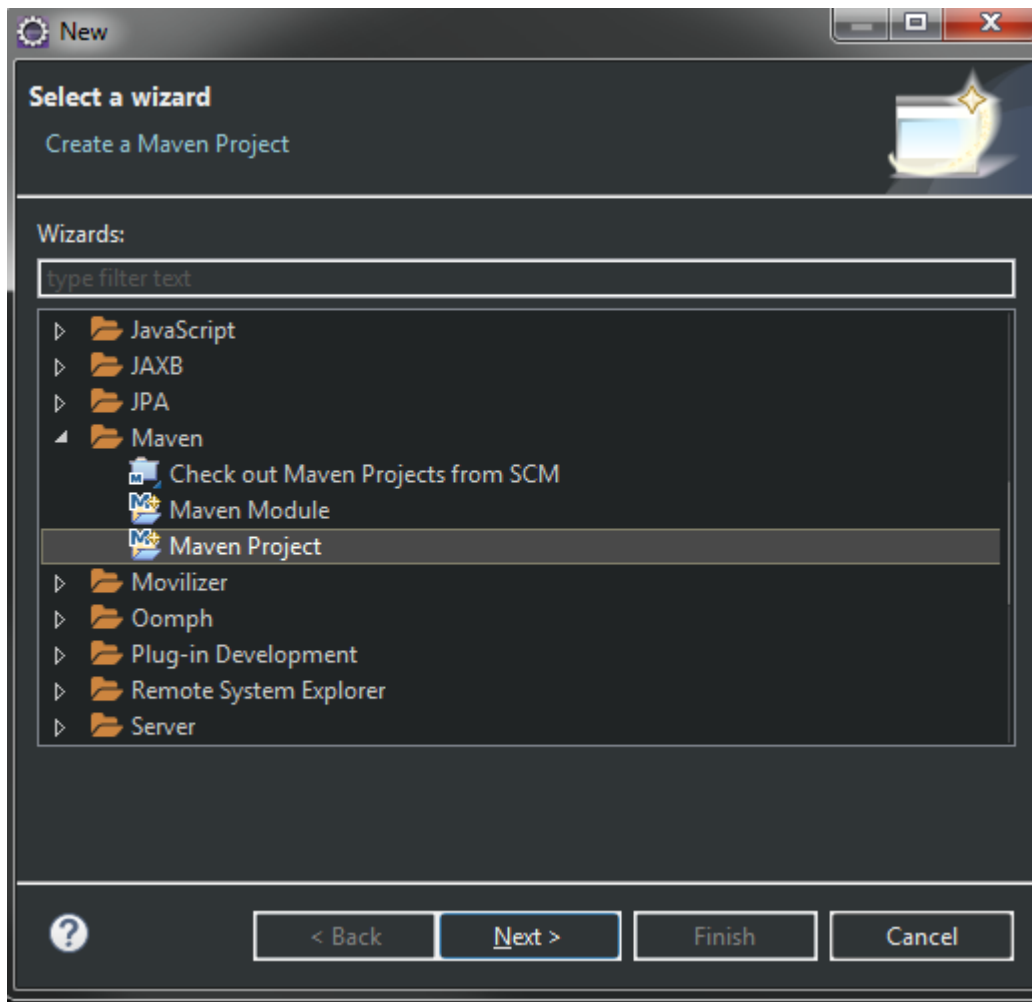 New
Select a wizard
Create a Maven Project
Wizards:
type filter text
JavaScript
JAXB
JPA
Maven
Check out Maven Projects from SCM
Maven Module
Maven Project
Movilizer
Oomph
Plug-in Development
Remote System Explorer
Server
? < Back Next > Finish Cancel